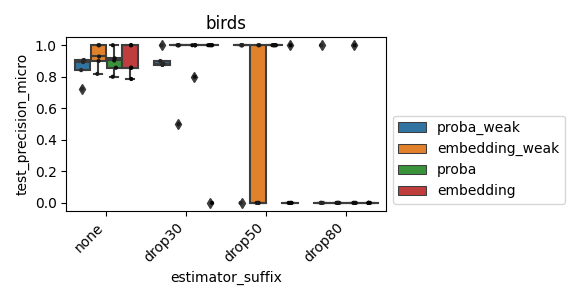 birds
test_precision_micro
1.0
0.8
0.6
0.4
0.2
0.0
none
drop30
drop50
drop80
estimator_suffix
proba_weak
embedding_weak
proba
embedding